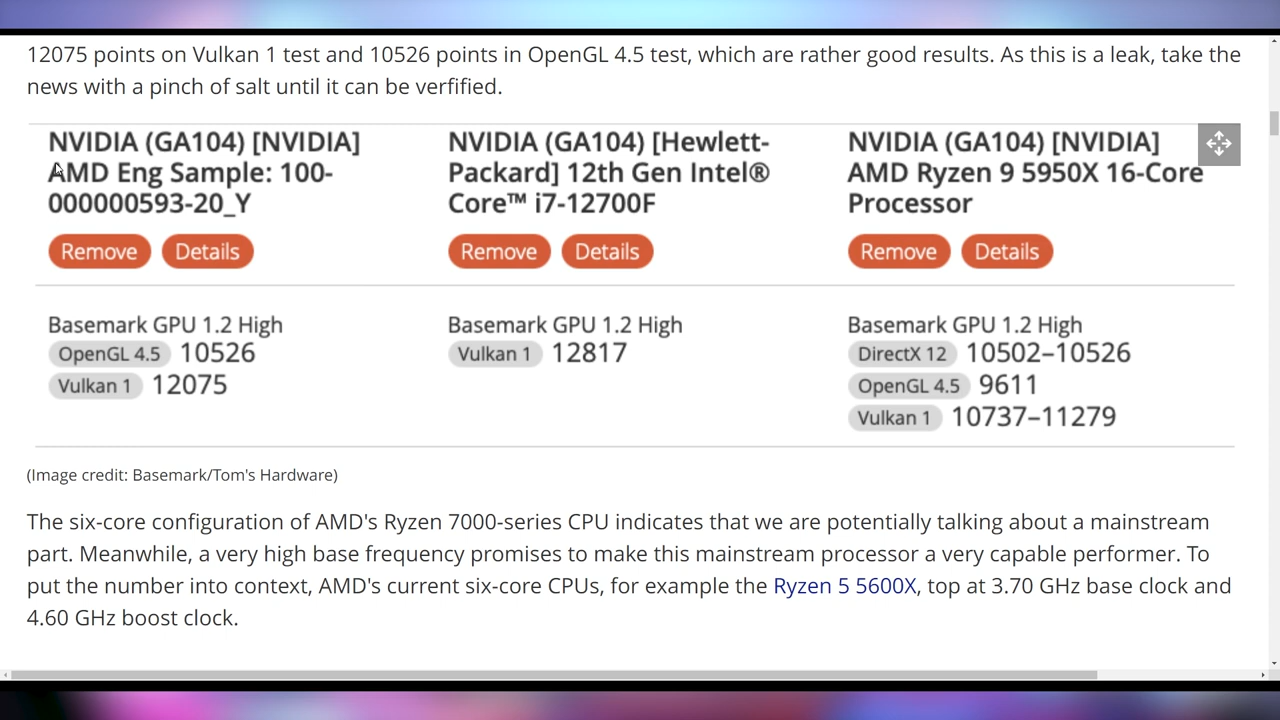 12075 points on Vulkan 1 test and 10526 points in OpenGL 4.5 test, which are rather good results. As this is a leak, take the
news with a pinch of salt until it can be verfified.
NVIDIA (GA104) [NVIDIA]
AMD Eng Sample: 100-
000000593-20_Y
Remove Details
NVIDIA (GA104) [Hewlett-
Packard] 12th Gen Intel®
Core™ i7-12700F
Remove Details
NVIDIA (GA104) [NVIDIA]
AMD Ryzen 9 5950X 16-Core
Processor
Remove Details
Basemark GPU 1.2 High
OpenGL 4.5 10526
Vulkan 1 12075
Basemark GPU 1.2 High
Vulkan 1 12817
Basemark GPU 1.2 High
DirectX 12 10502–10526
OpenGL 4.5 9611
Vulkan 1 10737–11279
(Image credit: Basemark/Tom's Hardware)
The six-core configuration of AMD's Ryzen 7000-series CPU indicates that we are potentially talking about a mainstream
part. Meanwhile, a very high base frequency promises to make this mainstream processor a very capable performer. To
put the number into context, AMD's current six-core CPUs, for example the Ryzen 5 5600X, top at 3.70 GHz base clock and
4.60 GHz boost clock.